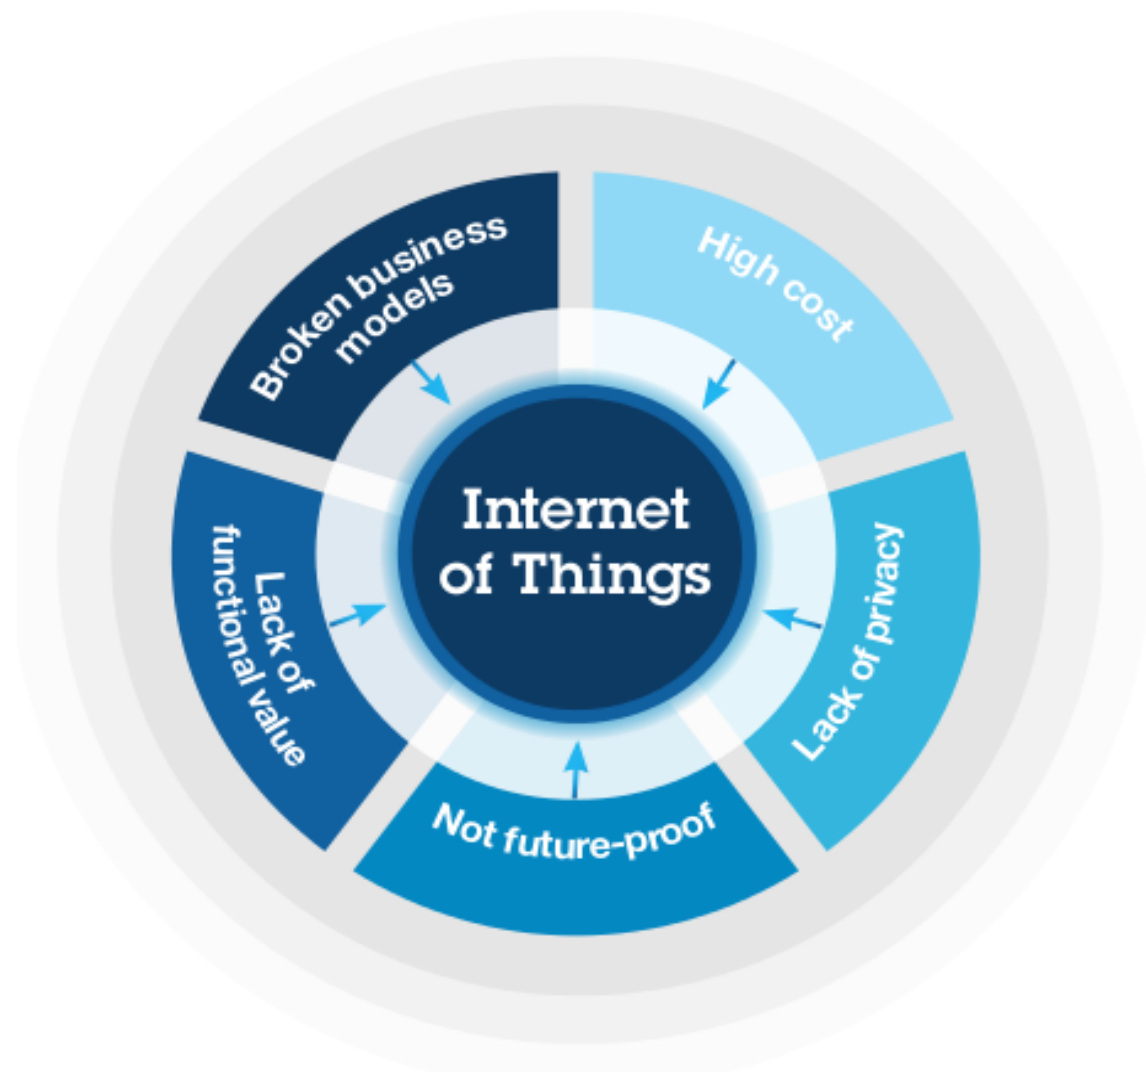 Internet
of Things
High cost
Lack of privacy
Not future-proof
Lack of
functional value
Broken business
models